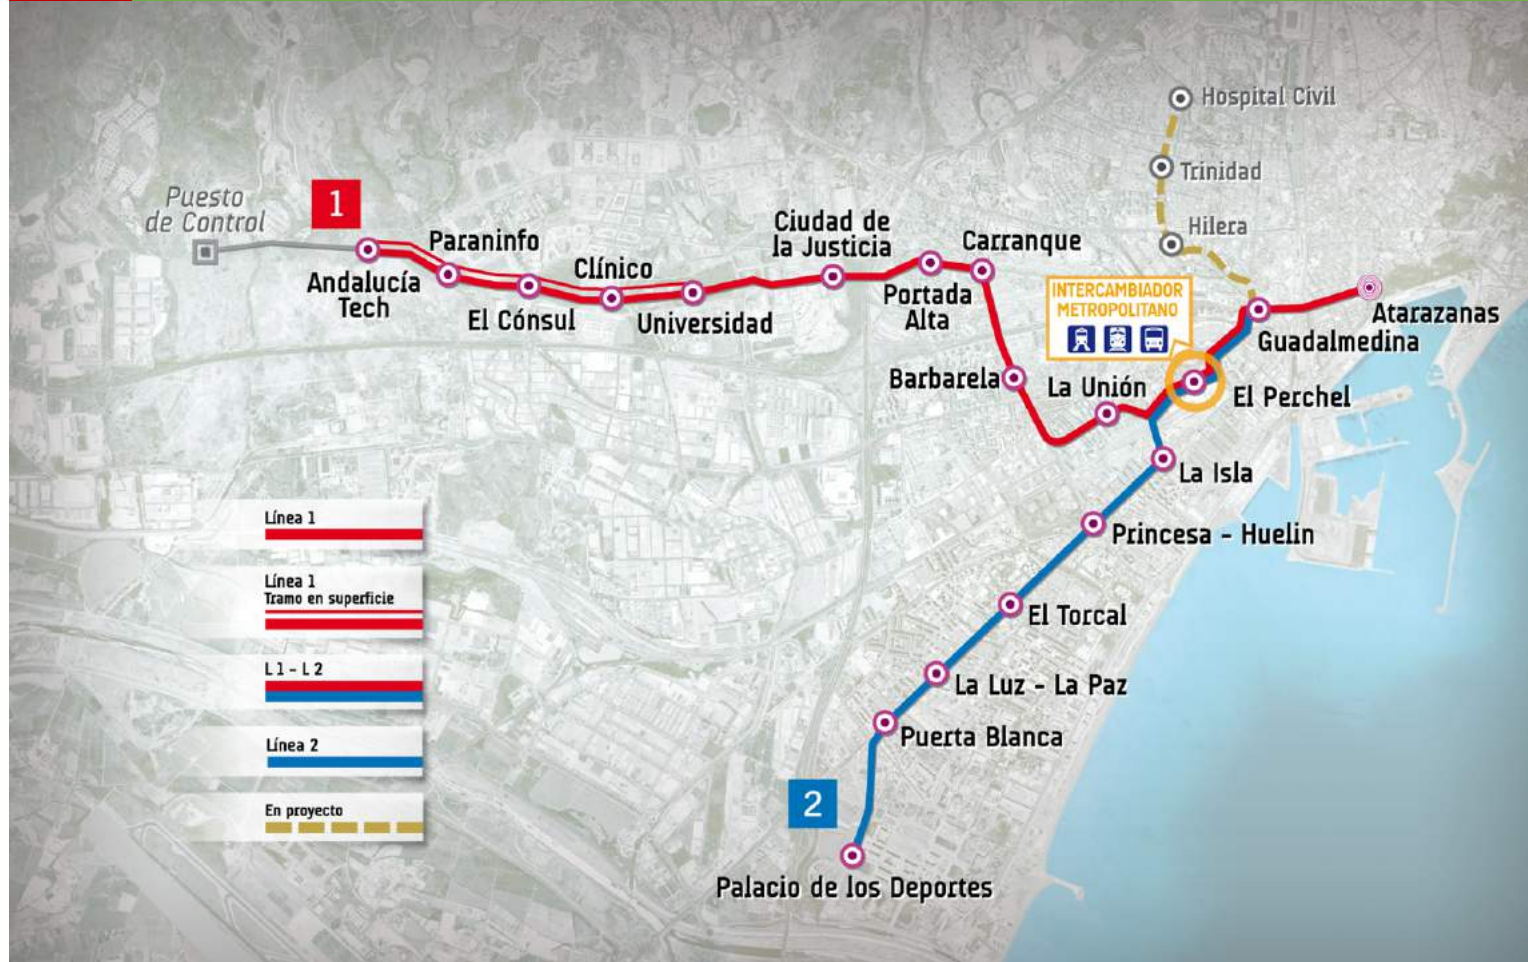 Hospital Civil
Trinidad
Hilera
Puesto
de Control
1
Andalucía
Tech
Paraninfo
El Cónsul
Clínico
Universidad
Ciudad de
la Justicia
Portada
Alta
Carranque
Barbarela
La Unión
INTERCAMBIADOR
METROPOLITANO
Atarazanas
Guadalmedina
El Perchel
La Isla
Princesa - Huelin
El Torcal
La Luz - La Paz
Puerta Blanca
2
Palacio de los Deportes
Línea 1
Línea 1
Tramo en superficie
L 1 - L 2
Línea 2
En proyecto